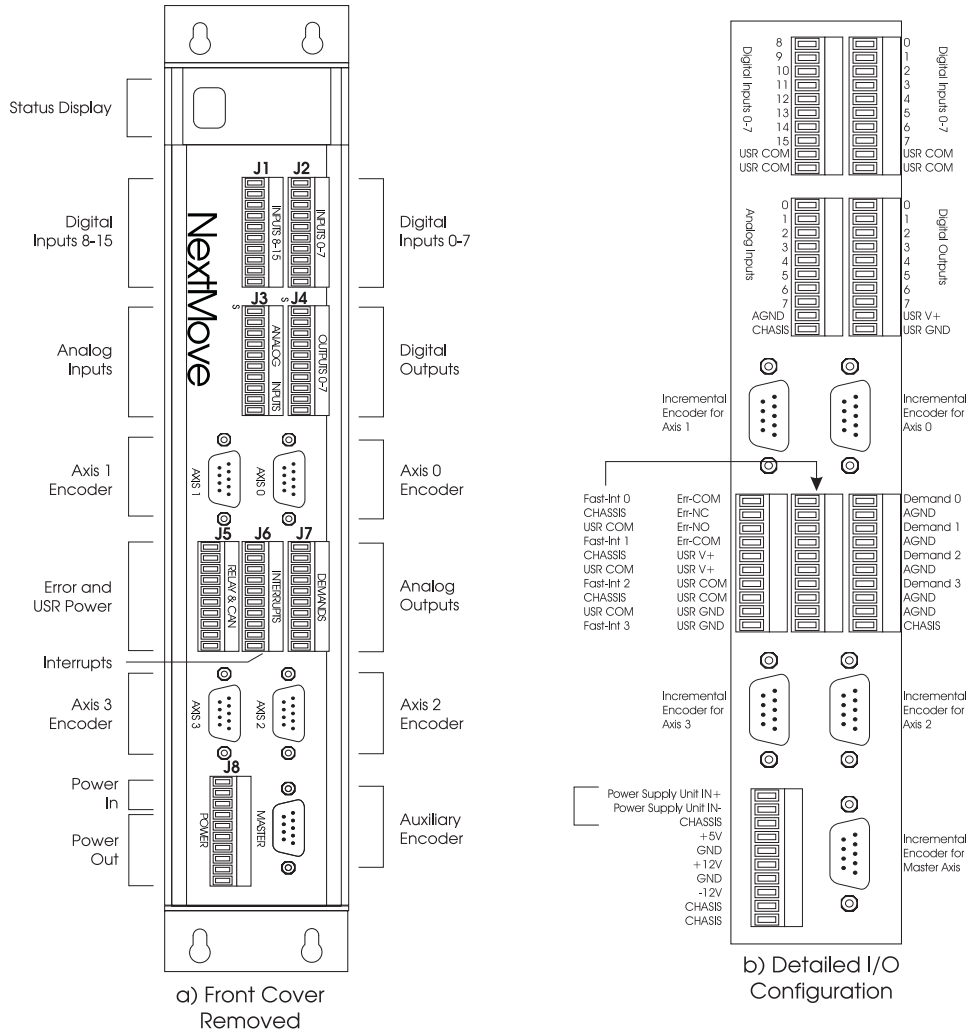 Status Display
J1
J2
INPUTS 8-15
INPUTS 0-7
Digital
Inputs 8-15
Digital
Inputs 0-7
NextMove
S
J3
S
J4
ANALOG INPUTS
OUTPUTS 0-7
Analog
Inputs
Digital
Outputs
Axis 1
Encoder
AXIS 1
AXIS 0
Axis 0
Encoder
J5
J6
J7
RELAY & CAN
INTERRUPTS
DEMANDS
Error and
USR Power
Analog
Outputs
Interrupts
Axis 3
Encoder
AXIS 3
AXIS 2
Axis 2
Encoder
J8
POWER
MASTER
Power
In
Power
Out
Auxiliary
Encoder
a) Front Cover
Removed
Digital Inputs 0-7
8
9
10
11
12
13
14
15
USR COM
USR COM
0
1
2
3
4
5
6
7
USR COM
USR COM
Digital Inputs 0-7
Analog Inputs
0
1
2
3
4
5
6
7
AGND
CHASIS
0
1
2
3
4
5
6
7
USR V+
USR GND
Digital Outputs
Incremental
Encoder for
Axis 1
Incremental
Encoder for
Axis 0
Fast-Int 0
CHASSIS
USR COM
Fast-Int 1
CHASSIS
USR COM
Fast-Int 2
CHASSIS
USR COM
Fast-Int 3
Err-COM
Err-NC
Err-NO
Err-COM
USR V+
USR V+
USR COM
USR COM
USR GND
USR GND
Demand 0
AGND
Demand 1
AGND
Demand 2
AGND
Demand 3
AGND
AGND
CHASIS
Incremental
Encoder for
Axis 3
Incremental
Encoder for
Axis 2
Power Supply Unit IN+
Power Supply Unit IN-
CHASSIS
+5V
GND
+12V
GND
-12V
CHASIS
CHASIS
Incremental
Encoder for
Master Axis
b) Detailed I/O
Configuration